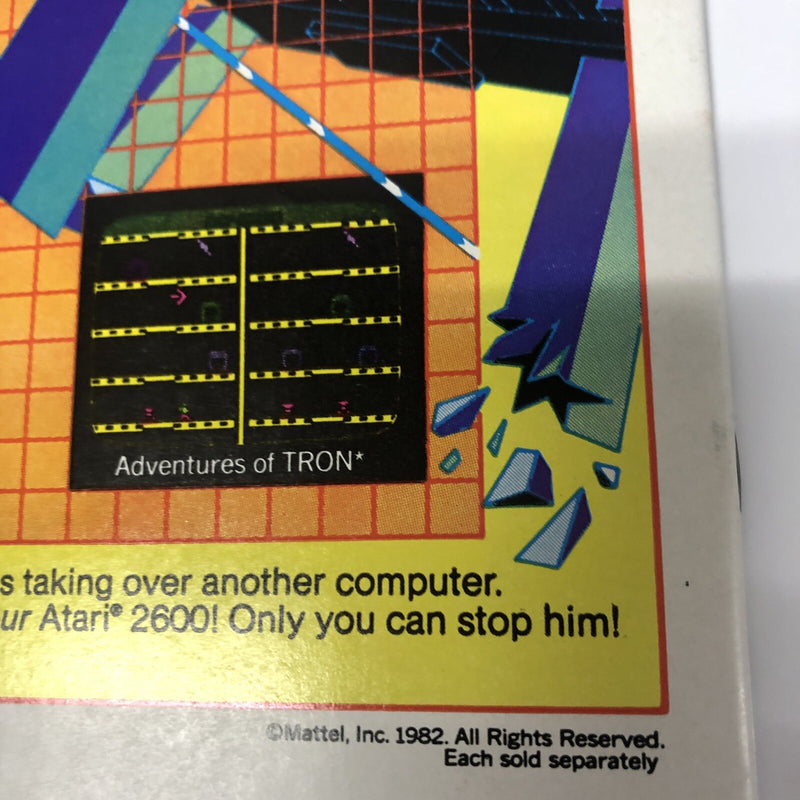 Adventures of TRON*
s taking over another computer.
ur Atari® 2600! Only you can stop him!
©Mattel, Inc. 1982. All Rights Reserved.
Each sold separately